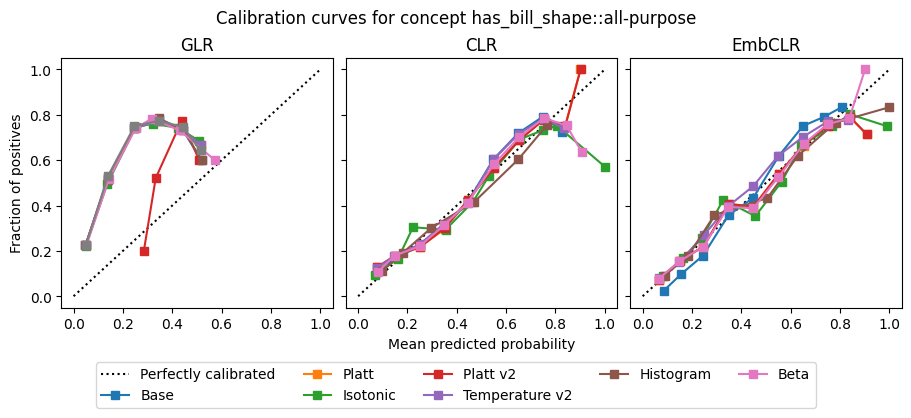 Calibration curves for concept has_bill_shape::all-purpose
GLR
CLR
EmbCLR
Fraction of positives
1.0
0.8
0.6
0.4
0.2
0.0
0.0 0.2 0.4 0.6 0.8 1.0
0.0 0.2 0.4 0.6 0.8 1.0
0.0 0.2 0.4 0.6 0.8 1.0
Mean predicted probability
Perfectly calibrated
Base
Platt
Isotonic
Platt v2
Temperature v2
Histogram
Beta